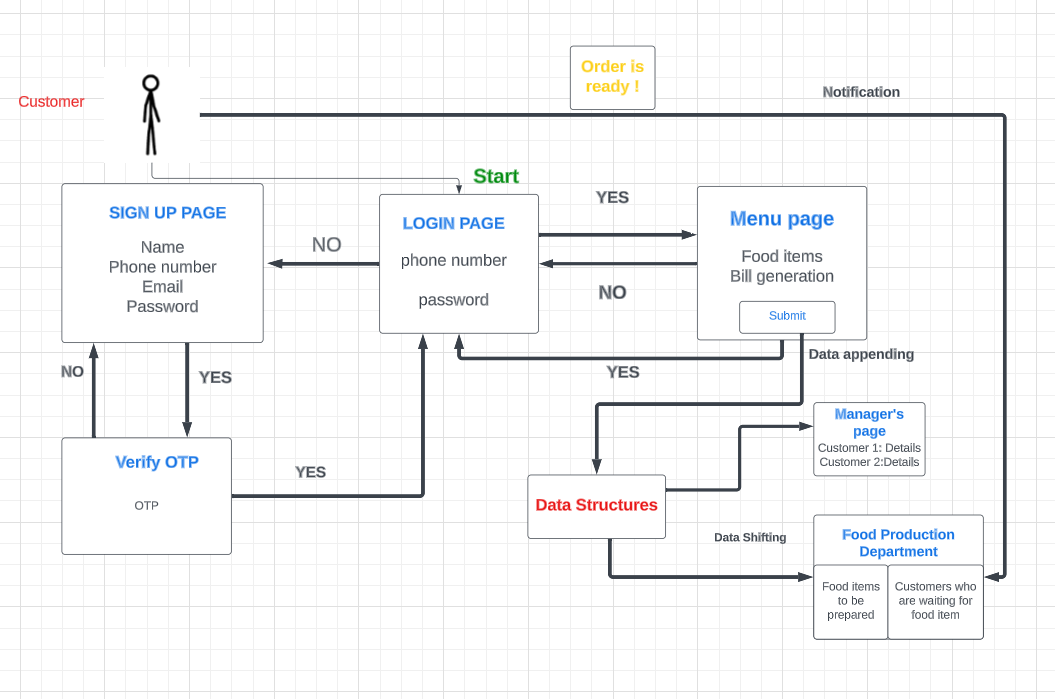 Customer
Order is
ready !
Notification
Start
SIGN UP PAGE
Name
Phone number
Email
Password
NO
LOGIN PAGE
phone number
password
YES
NO
Menu page
Food items
Bill generation
Submit
YES
Data appending
NO
YES
Verify OTP
OTP
YES
Data Structures
Manager's
page
Customer 1: Details
Customer 2:Details
Data Shifting
Food Production
Department
Food items
to be
prepared
Customers who
are waiting for
food item